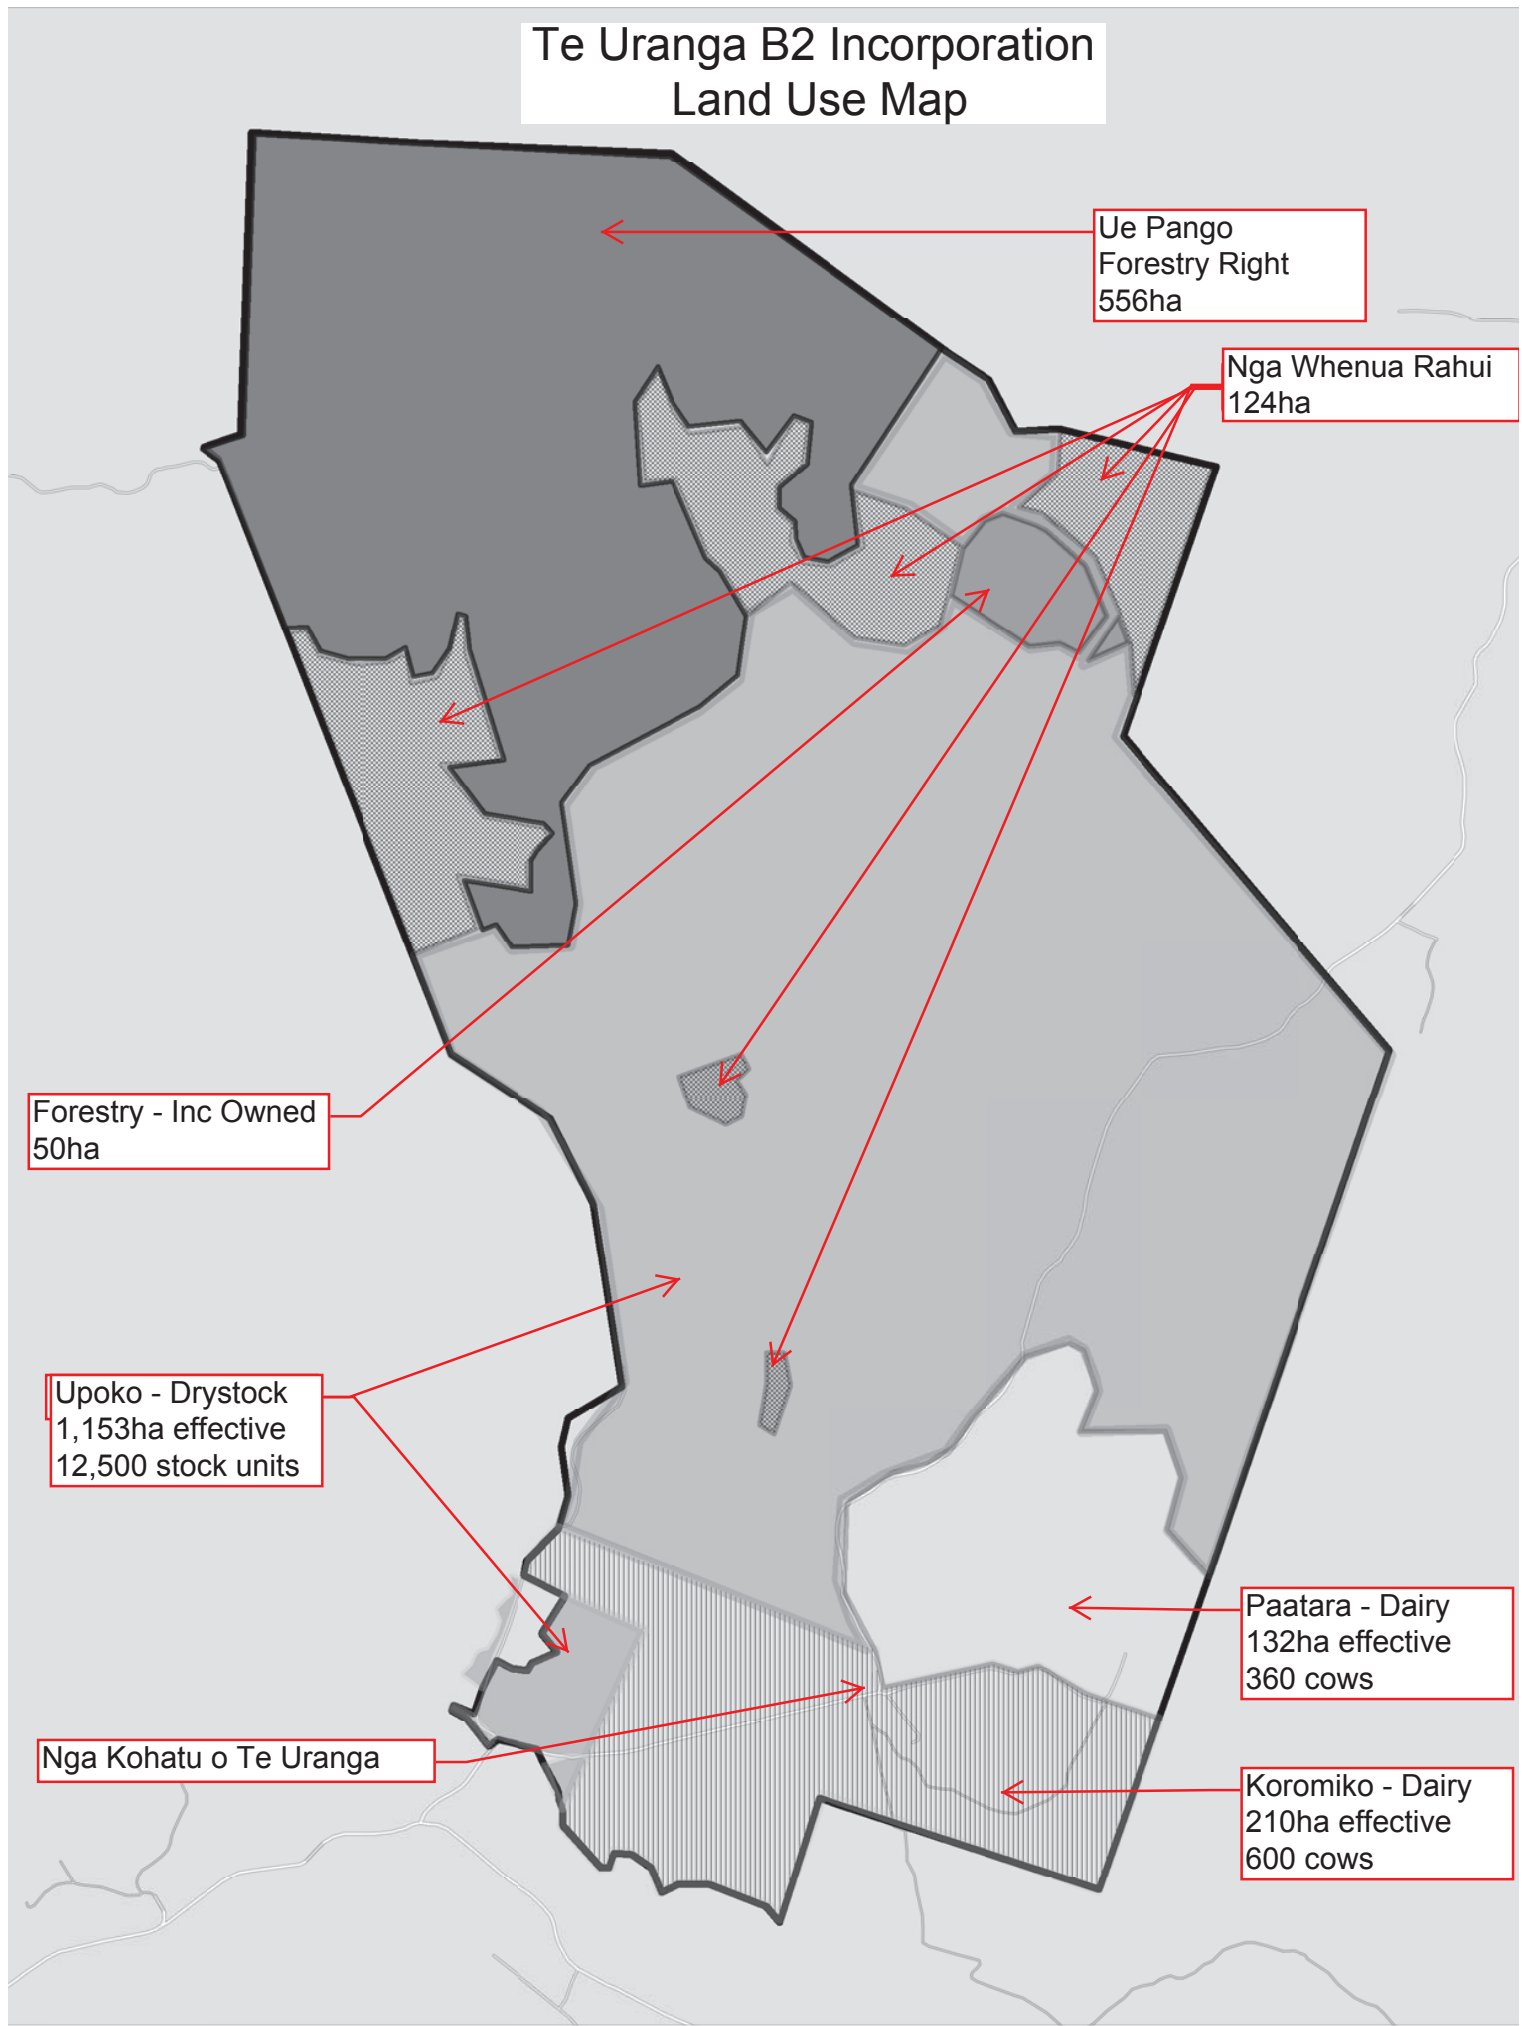 Te Uranga B2 Incorporation
Land Use Map
Ue Pango
Forestry Right
556ha
Nga Whenua Rahui
124ha
Forestry - Inc Owned
50ha
Upoko - Drystock
1,153ha effective
12,500 stock units
Paatara - Dairy
132ha effective
360 cows
Nga Kohatu o Te Uranga
Koromiko - Dairy
210ha effective
600 cows